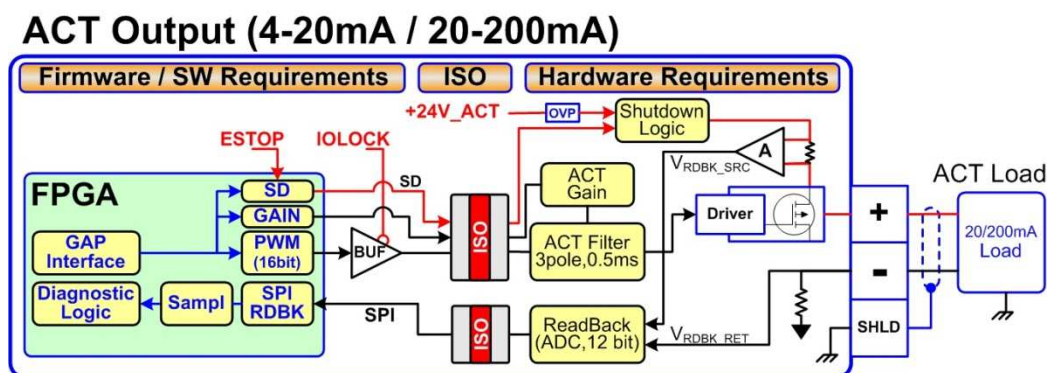 ACT Output (4-20mA / 20-200mA)
Firmware / SW Requirements
ISO
Hardware Requirements
+24V_ACT
OVP
Shutdown
Logic
ESTOP
IOLOCK
FPGA
SD
SD
GAIN
GAP
Interface
PWM
(16bit)
BUF
ISO
ACT
Gain
ACT Filter
3pole,0.5ms
VRDBK_SRC
A
Driver
+
-
SHLD
ACT Load
20/200mA
Load
Diagnostic
Logic
Sampl
SPI
RDBK
SPI
ISO
ReadBack
(ADC,12 bit)
VRDBK_RET